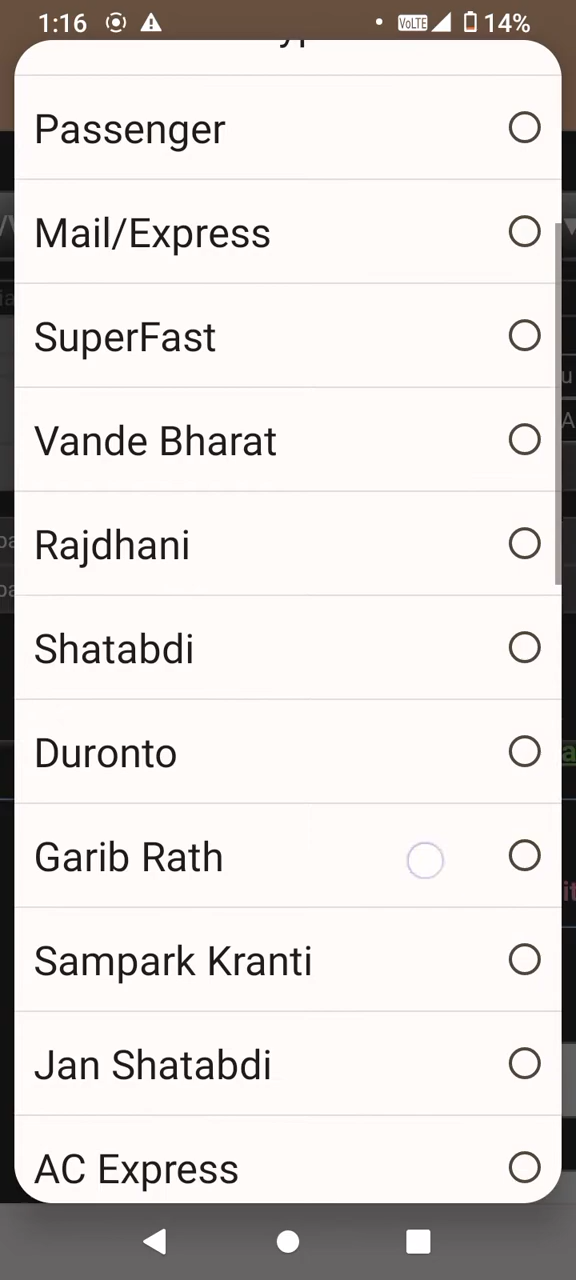 1:16
VoLTE
14%
Passenger
Mail/Express
SuperFast
Vande Bharat
Rajdhani
Shatabdi
Duronto
Garib Rath
Sampark Kranti
Jan Shatabdi
AC Express